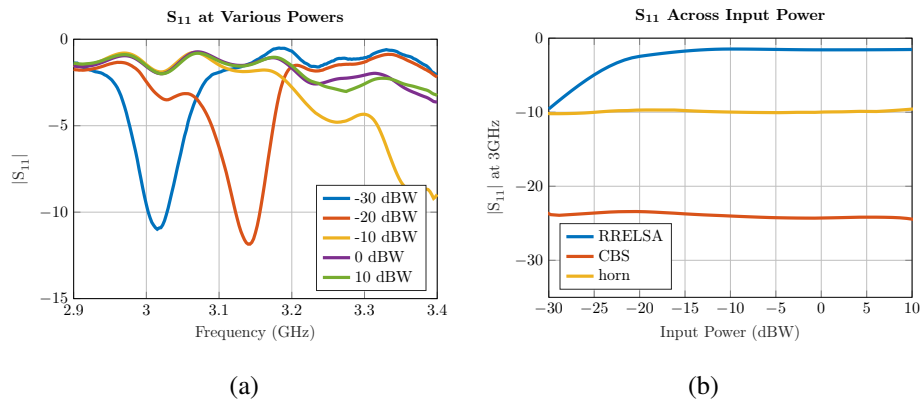 S₁₁ at Various Powers
0
−5
−10
−15
|S₁₁|
2.9 3 3.1 3.2 3.3 3.4
Frequency (GHz)
-30 dBW
-20 dBW
-10 dBW
0 dBW
10 dBW
(a)
S₁₁ Across Input Power
0
−10
−20
−30
|S₁₁| at 3GHz
−30 −25 −20 −15 −10 −5 0 5 10
Input Power (dBW)
RRELSA
CBS
horn
(b)